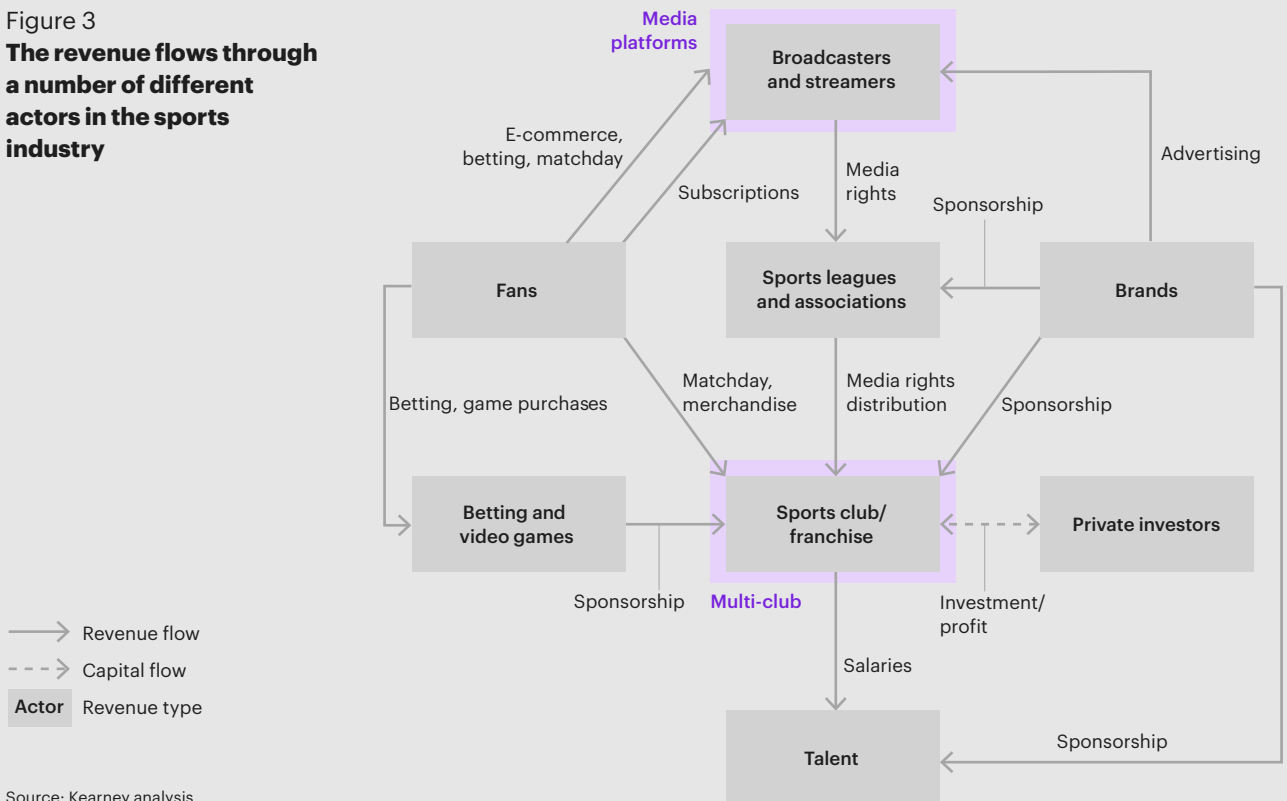 Figure 3
The revenue flows through
a number of different
actors in the sports
industry
Media
platforms
Broadcasters
and streamers
E-commerce,
betting, matchday
Subscriptions
Media
rights
Sponsorship
Advertising
Fans
Sports leagues
and associations
Brands
Betting, game purchases
Matchday,
merchandise
Media rights
distribution
Sponsorship
Betting and
video games
Sports club/
franchise
Private investors
Sponsorship
Multi-club
Investment/
profit
Revenue flow
Capital flow
Actor Revenue type
Salaries
Talent
Sponsorship
Source: Kearney analysis